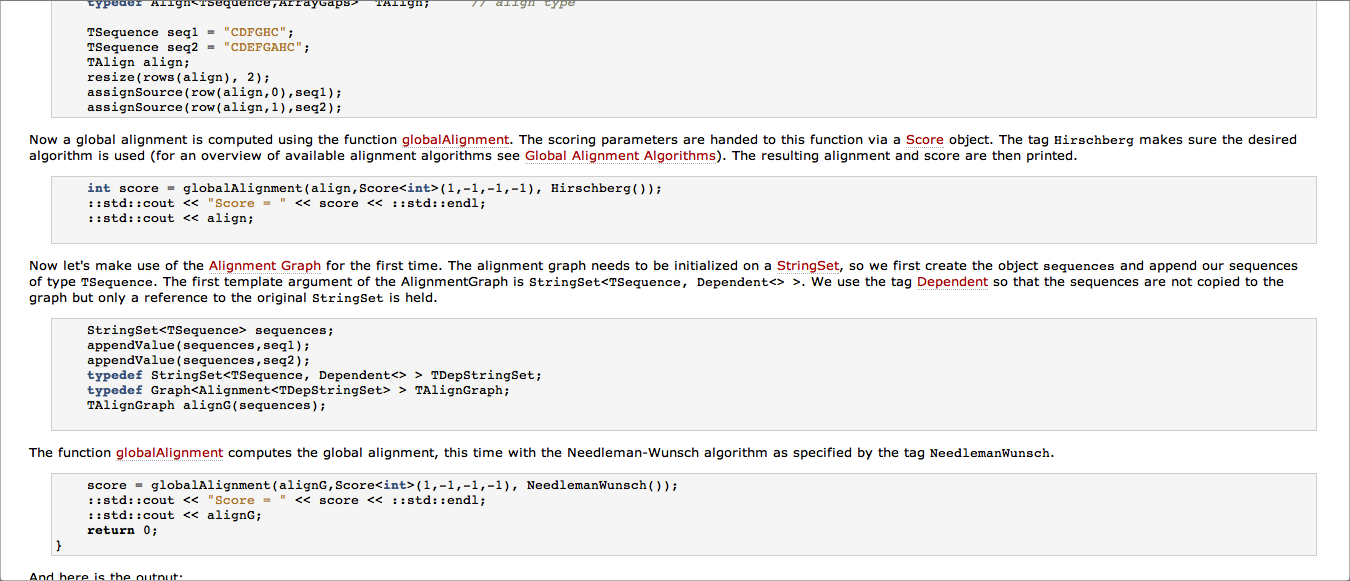 typedef Align<TSequence,ArrayGaps> TAlign; // align type
TSequence seq1 = "CDFGHC";
TSequence seq2 = "CDEFGAHC";
TAlign align;
resize(rows(align), 2);
assignSource(row(align,0),seq1);
assignSource(row(align,1),seq2);
Now a global alignment is computed using the function globalAlignment. The scoring parameters are handed to this function via a Score object. The tag Hirschberg makes sure the desired
algorithm is used (for an overview of available alignment algorithms see Global Alignment Algorithms). The resulting alignment and score are then printed.
int score = globalAlignment(align,Score<int>(1,-1,-1,-1), Hirschberg());
::std::cout << "Score = " << score << ::std::endl;
::std::cout << align;
Now let's make use of the Alignment Graph for the first time. The alignment graph needs to be initialized on a StringSet, so we first create the object sequences and append our sequences
of type TSequence. The first template argument of the AlignmentGraph is StringSet<TSequence, Dependent<> >. We use the tag Dependent so that the sequences are not copied to the
graph but only a reference to the original StringSet is held.
StringSet<TSequence> sequences;
appendValue(sequences,seq1);
appendValue(sequences,seq2);
typedef StringSet<TSequence, Dependent<> > TDepStringSet;
typedef Graph<Alignment<TDepStringSet> > TAlignGraph;
TAlignGraph alignG(sequences);
The function globalAlignment computes the global alignment, this time with the Needleman-Wunsch algorithm as specified by the tag NeedlemanWunsch.
score = globalAlignment(alignG,Score<int>(1,-1,-1,-1), NeedlemanWunsch());
::std::cout << "Score = " << score << ::std::endl;
::std::cout << alignG;
return 0;
}
And here is the output: